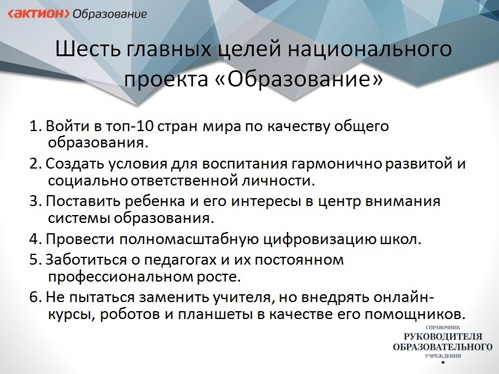 ‹актион› Образование
Шесть главных целей национального
проекта «Образование»
1. Войти в топ-10 стран мира по качеству общего
образования.
2. Создать условия для воспитания гармонично развитой и
социально ответственной личности.
3. Поставить ребенка и его интересы в центр внимания
системы образования.
4. Провести полномасштабную цифровизацию школ.
5. Заботиться о педагогах и их постоянном
профессиональном росте.
6. Не пытаться заменить учителя, но внедрять онлайн-
курсы, роботов и планшеты в качестве его помощников.
СПРАВОЧНИК
РУКОВОДИТЕЛЯ
ОБРАЗОВАТЕЛЬНОГО
УЧРЕЖДЕНИЯ